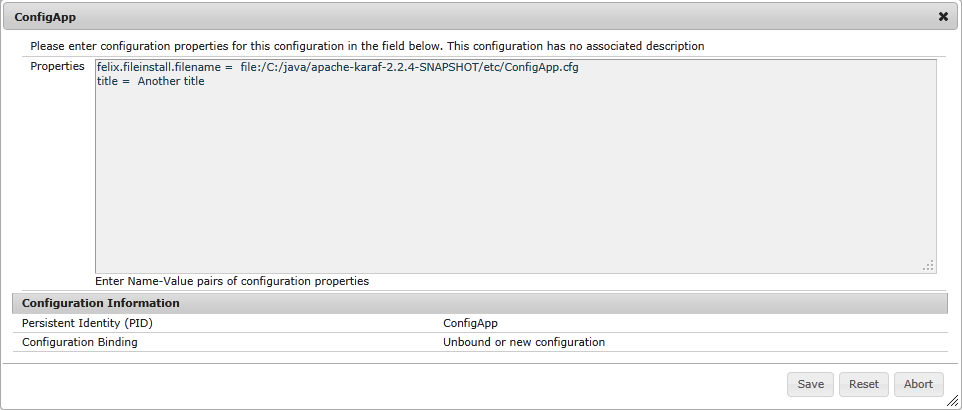 ConfigApp
Please enter configuration properties for this configuration in the field below. This configuration has no associated description
Properties
felix.fileinstall.filename =  file:/C:/java/apache-karaf-2.2.4-SNAPSHOT/etc/ConfigApp.cfg
title =  Another title
Enter Name-Value pairs of configuration properties
Configuration Information
Persistent Identity (PID) ConfigApp
Configuration Binding Unbound or new configuration
Save Reset Abort